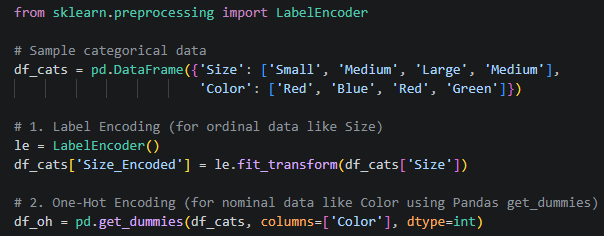 from sklearn.preprocessing import LabelEncoder
# Sample categorical data
df_cats = pd.DataFrame({'Size': ['Small', 'Medium', 'Large', 'Medium'],
'Color': ['Red', 'Blue', 'Red', 'Green']})
# 1. Label Encoding (for ordinal data like Size)
le = LabelEncoder()
df_cats['Size_Encoded'] = le.fit_transform(df_cats['Size'])
# 2. One-Hot Encoding (for nominal data like Color using Pandas get_dummies)
df_oh = pd.get_dummies(df_cats, columns=['Color'], dtype=int)